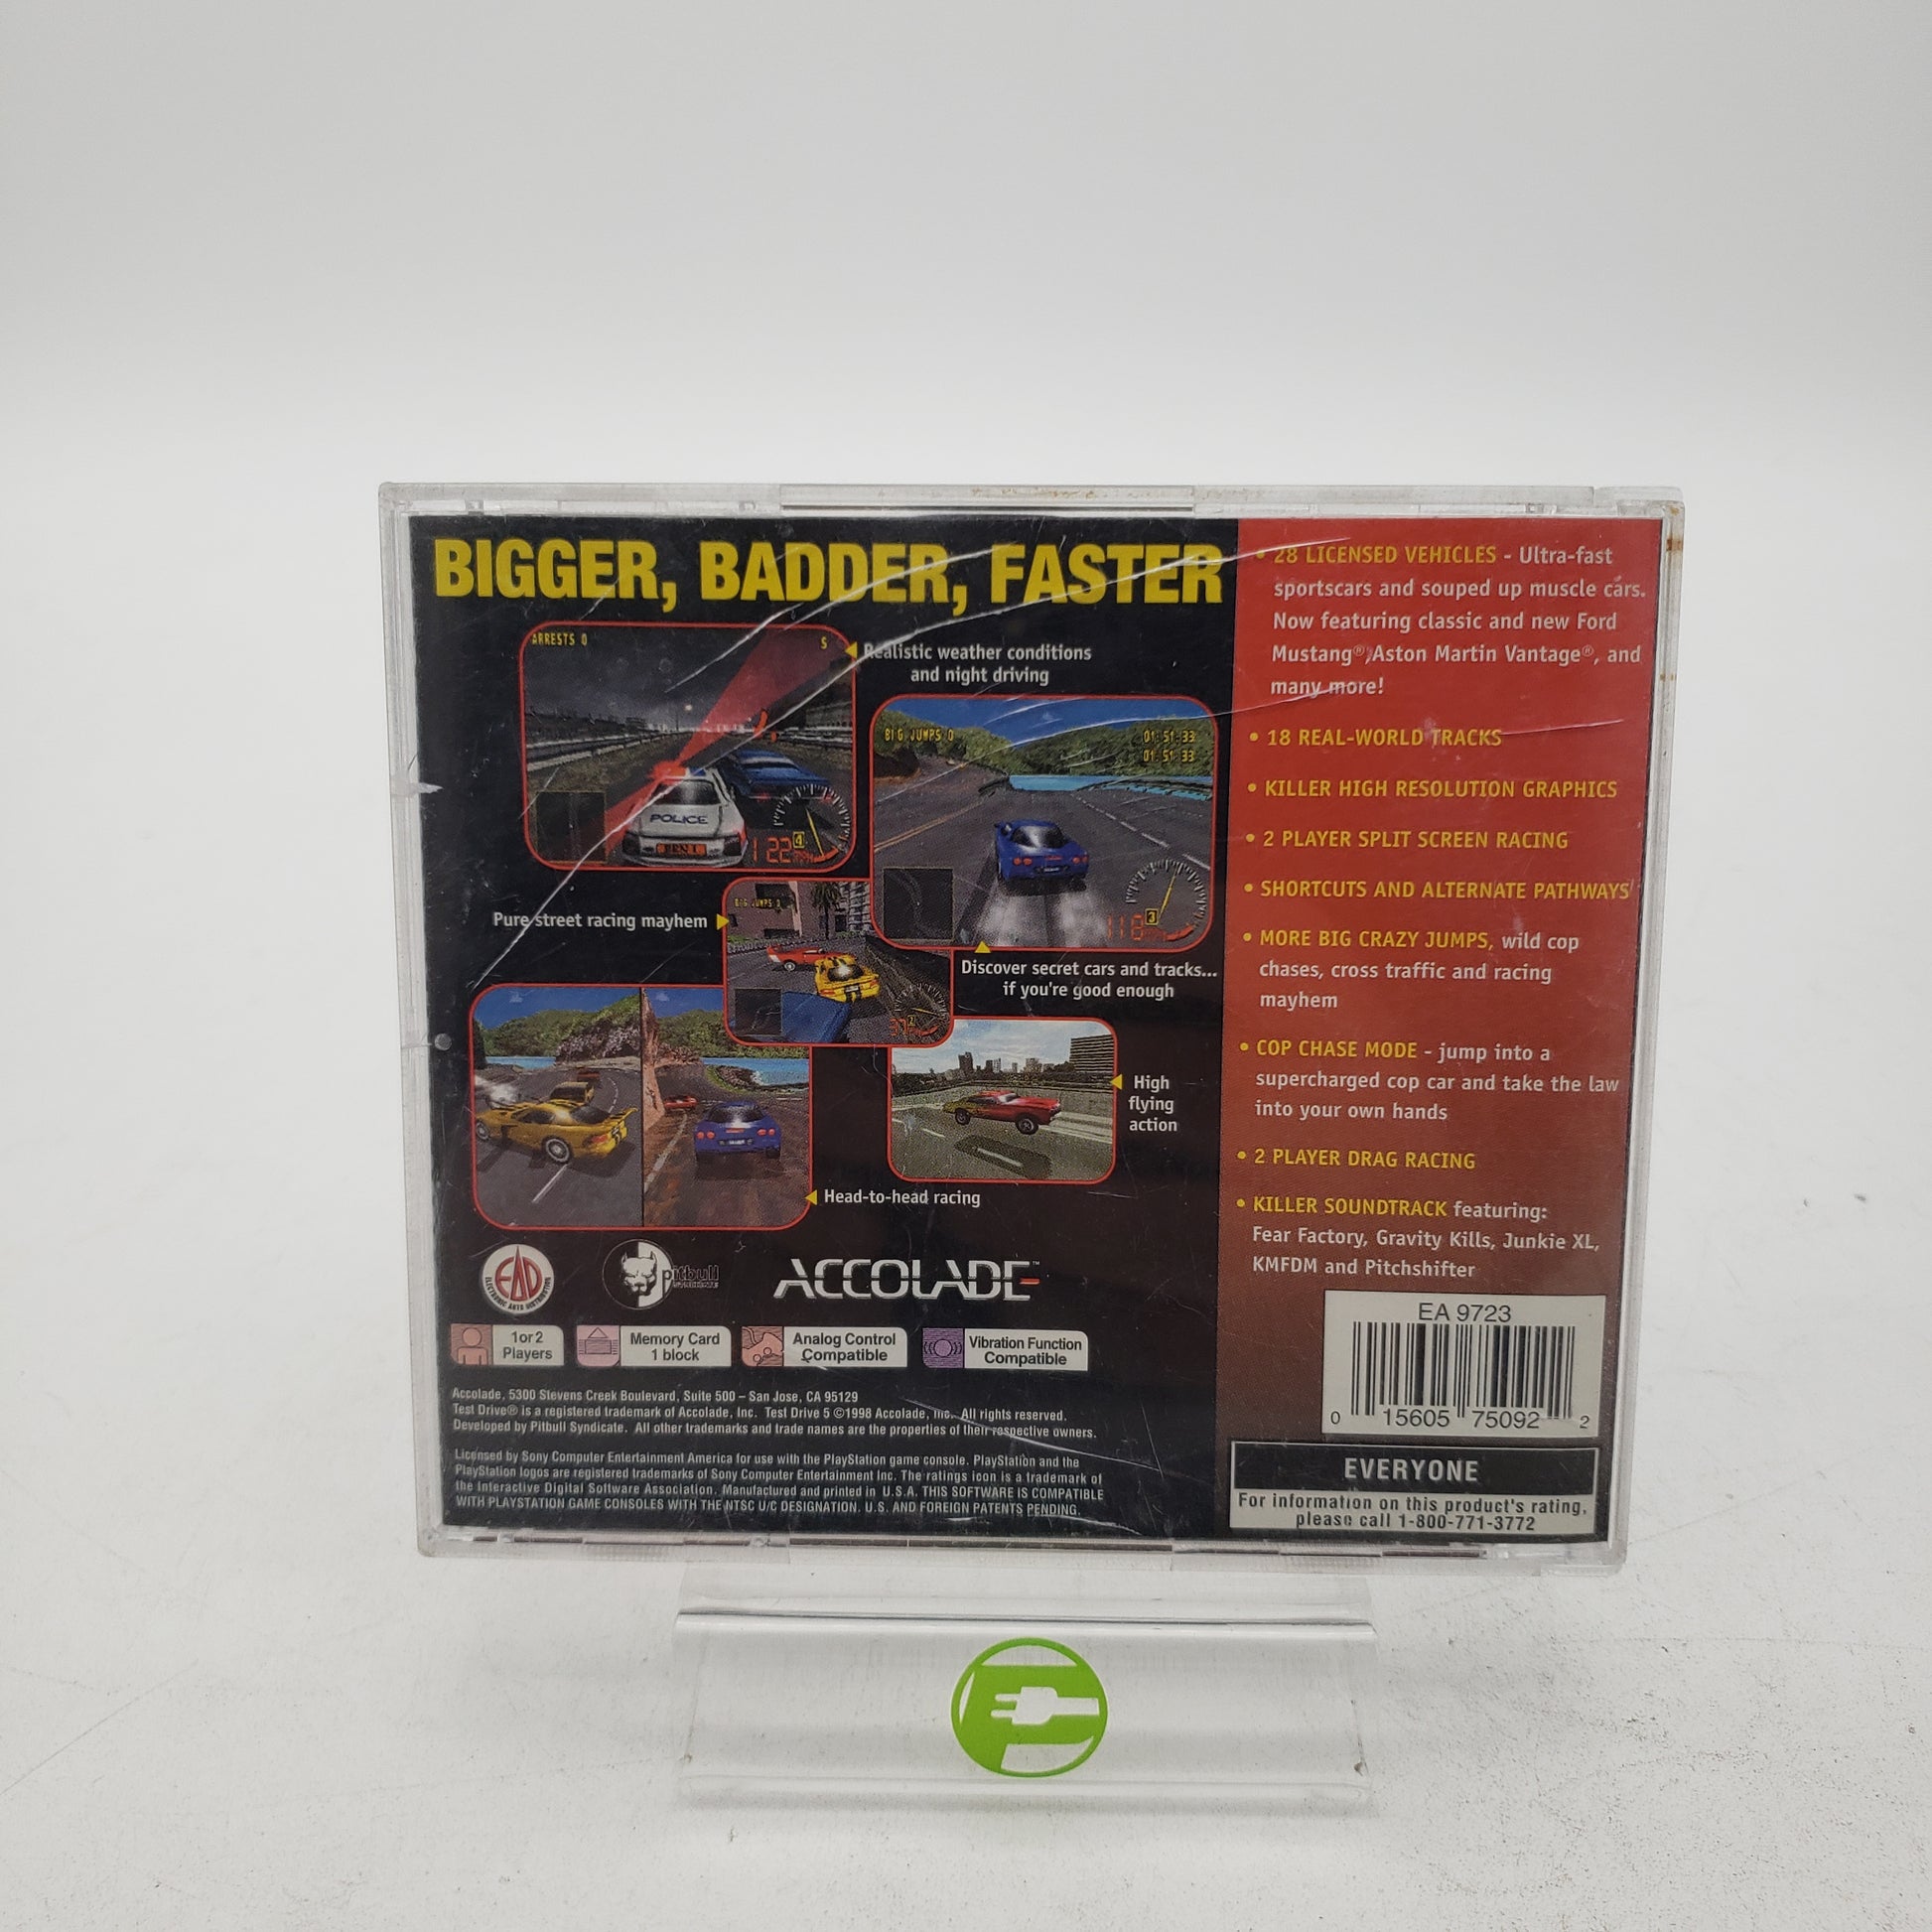 BIGGER, BADDER, FASTER
ARRESTS 0
5
Realistic weather conditions
and night driving
POLICE
122
4
BIG JUMPS 0
01:51:33
01:51:33
118
3
Pure street racing mayhem
BIG JUMPS
Discover secret cars and tracks...
if you're good enough
High
flying
action
Head-to-head racing
EAD
ELECTRONIC ARTS DISTRIBUTION
pitbull
SYNDICATE
ACCOLADE™
1 or 2
Players
Memory Card
1 block
Analog Control
Compatible
Vibration Function
Compatible
Accolade, 5300 Stevens Creek Boulevard, Suite 500 – San Jose, CA 95129
Test Drive® is a registered trademark of Accolade, Inc. Test Drive 5 ©1998 Accolade, Inc. All rights reserved.
Developed by Pitbull Syndicate. All other trademarks and trade names are the properties of their respective owners.
Licensed by Sony Computer Entertainment America for use with the PlayStation game console. PlayStation and the
PlayStation logos are registered trademarks of Sony Computer Entertainment Inc. The ratings icon is a trademark of
the Interactive Digital Software Association. Manufactured and printed in U.S.A. THIS SOFTWARE IS COMPATIBLE
WITH PLAYSTATION GAME CONSOLES WITH THE NTSC U/C DESIGNATION. U.S. AND FOREIGN PATENTS PENDING.
• 28 LICENSED VEHICLES - Ultra-fast
sportscars and souped up muscle cars.
Now featuring classic and new Ford
Mustang®,Aston Martin Vantage®, and
many more!
• 18 REAL-WORLD TRACKS
• KILLER HIGH RESOLUTION GRAPHICS
• 2 PLAYER SPLIT SCREEN RACING
• SHORTCUTS AND ALTERNATE PATHWAYS
• MORE BIG CRAZY JUMPS, wild cop
chases, cross traffic and racing
mayhem
• COP CHASE MODE - jump into a
supercharged cop car and take the law
into your own hands
• 2 PLAYER DRAG RACING
• KILLER SOUNDTRACK featuring:
Fear Factory, Gravity Kills, Junkie XL,
KMFDM and Pitchshifter
EA 9723
0 15605 75092 2
EVERYONE
For information on this product's rating,
please call 1-800-771-3772